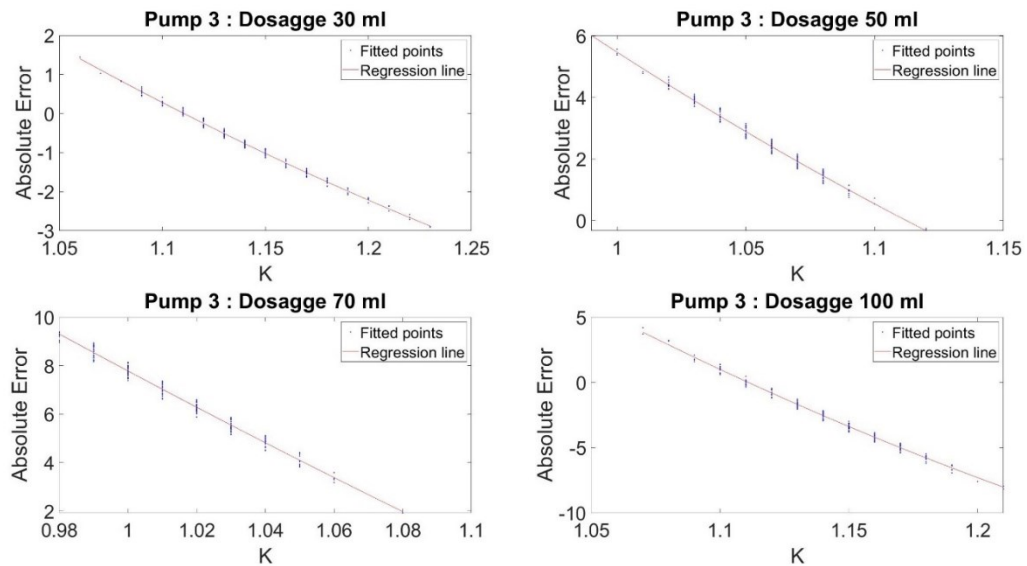 Pump 3 : Dosagge 30 ml
2
1
0
-1
-2
-3
Absolute Error
Fitted points
Regression line
1.05 1.1 1.15 1.2 1.25
K
Pump 3 : Dosagge 50 ml
6
4
2
0
Absolute Error
Fitted points
Regression line
1 1.05 1.1 1.15
K
Pump 3 : Dosagge 70 ml
10
8
6
4
2
Absolute Error
Fitted points
Regression line
0.98 1 1.02 1.04 1.06 1.08 1.1
K
Pump 3 : Dosagge 100 ml
5
0
-5
-10
Absolute Error
Fitted points
Regression line
1.05 1.1 1.15 1.2
K